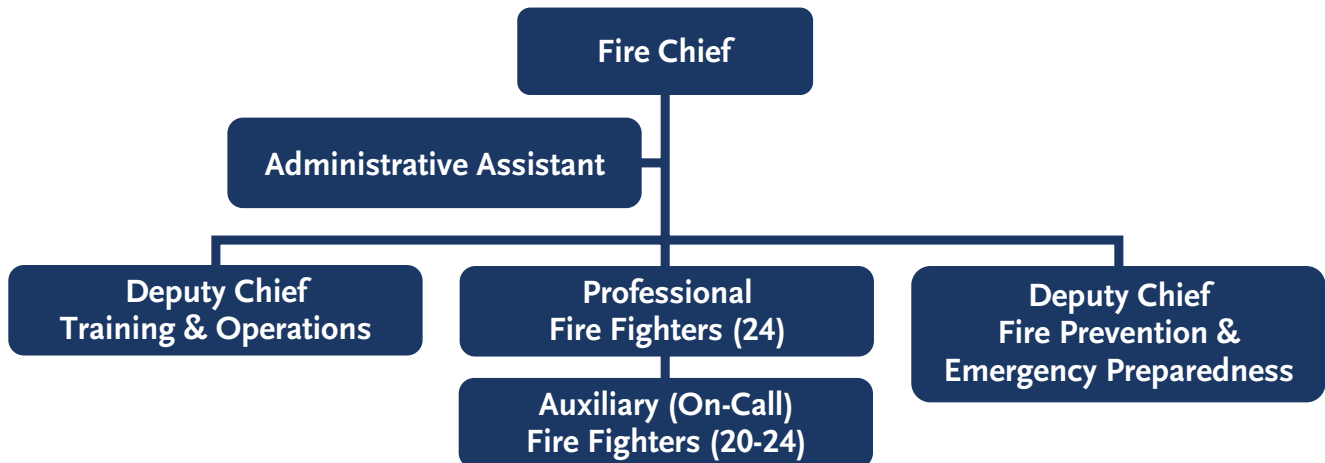 Fire Chief
Administrative Assistant
Deputy Chief
Training & Operations
Professional
Fire Fighters (24)
Deputy Chief
Fire Prevention &
Emergency Preparedness
Auxiliary (On-Call)
Fire Fighters (20-24)